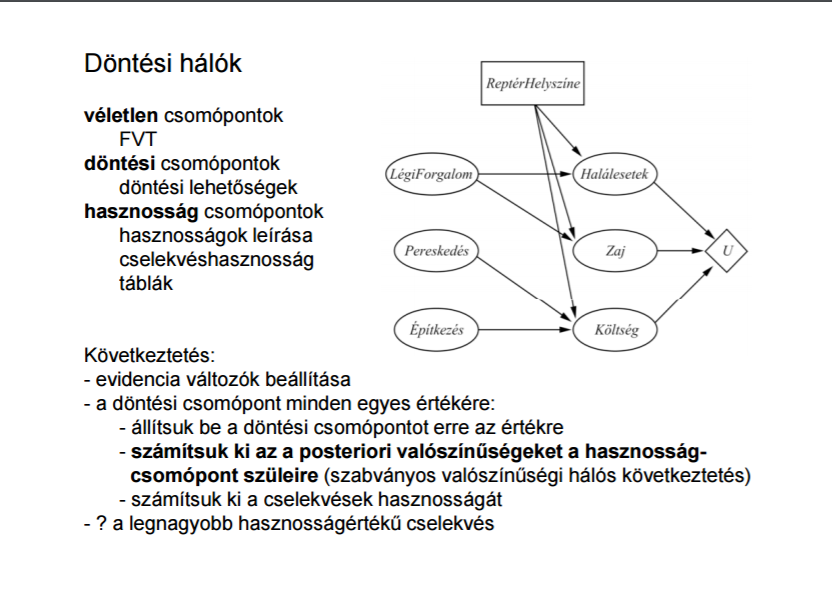 Döntési hálók
véletlen csomópontok
FVT
döntési csomópontok
döntési lehetőségek
hasznosság csomópontok
hasznosságok leírása
cselekvéshasznosság
táblák
ReptérHelyszíne
LégiForgalom
Halálesetek
Pereskedés
Zaj
U
Építkezés
Költség
Következtetés:
- evidencia változók beállítása
- a döntési csomópont minden egyes értékére:
- állítsuk be a döntési csomópontot erre az értékre
- számítsuk ki az a posteriori valószínűségeket a hasznosság-
csomópont szüleire (szabványos valószínűségi hálós következtetés)
- számítsuk ki a cselekvések hasznosságát
- ? a legnagyobb hasznosságértékű cselekvés